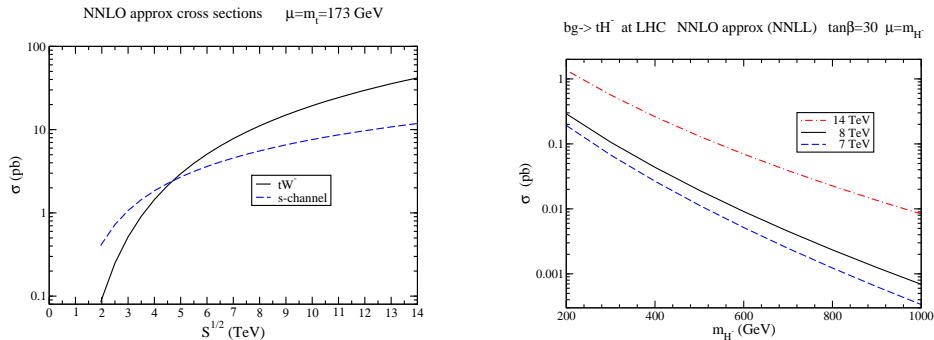 NNLO approx cross sections μ=mt=173 GeV
100
10
1
0.1
σ (pb)
tW-
s-channel
0 1 2 3 4 5 6 7 8 9 10 11 12 13 14
S^1/2 (TeV)
bg-> tH- at LHC NNLO approx (NNLL) tanβ=30 μ=mH-
1
0.1
0.01
0.001
σ (pb)
14 TeV
8 TeV
7 TeV
200 400 600 800 1000
mH- (GeV)